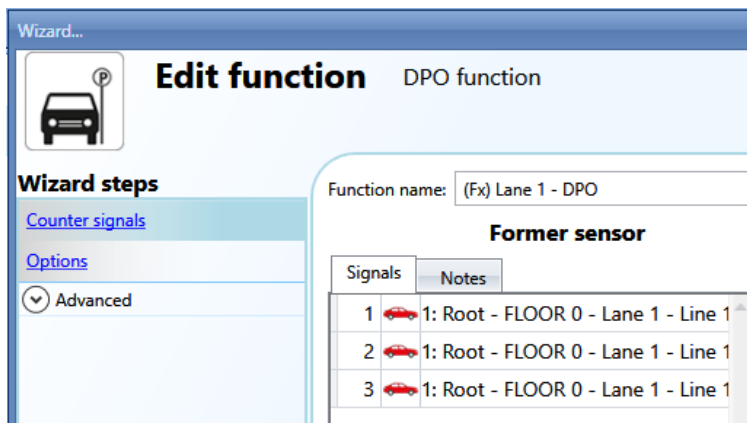 Wizard...
P
Edit function
DPO function
Wizard steps
Counter signals
Options
Advanced
Function name: (Fx) Lane 1 - DPO
Former sensor
Signals Notes
1 1: Root - FLOOR 0 - Lane 1 - Line 1
2 1: Root - FLOOR 0 - Lane 1 - Line 1
3 1: Root - FLOOR 0 - Lane 1 - Line 1